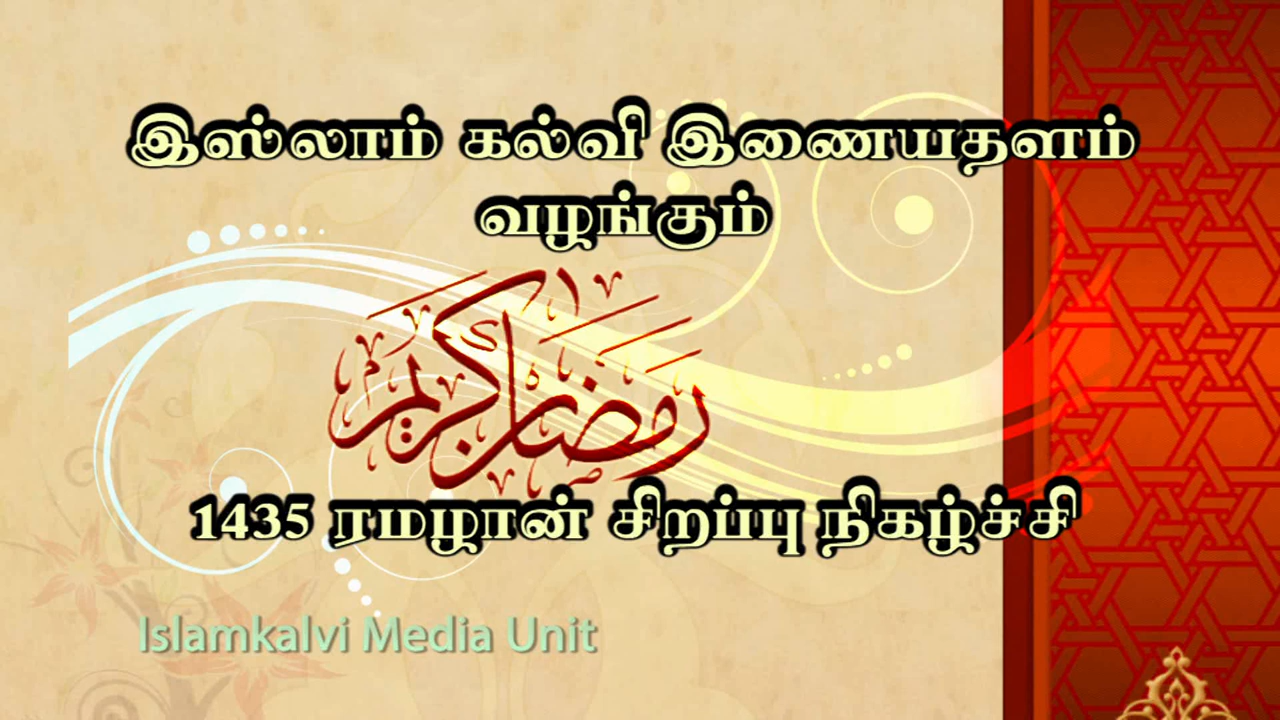 இஸ்லாம் கல்வி இணையதளம்
வழங்கும்
رمضان كريم
1435 ரமழான் சிறப்பு நிகழ்ச்சி
Islamkalvi Media Unit